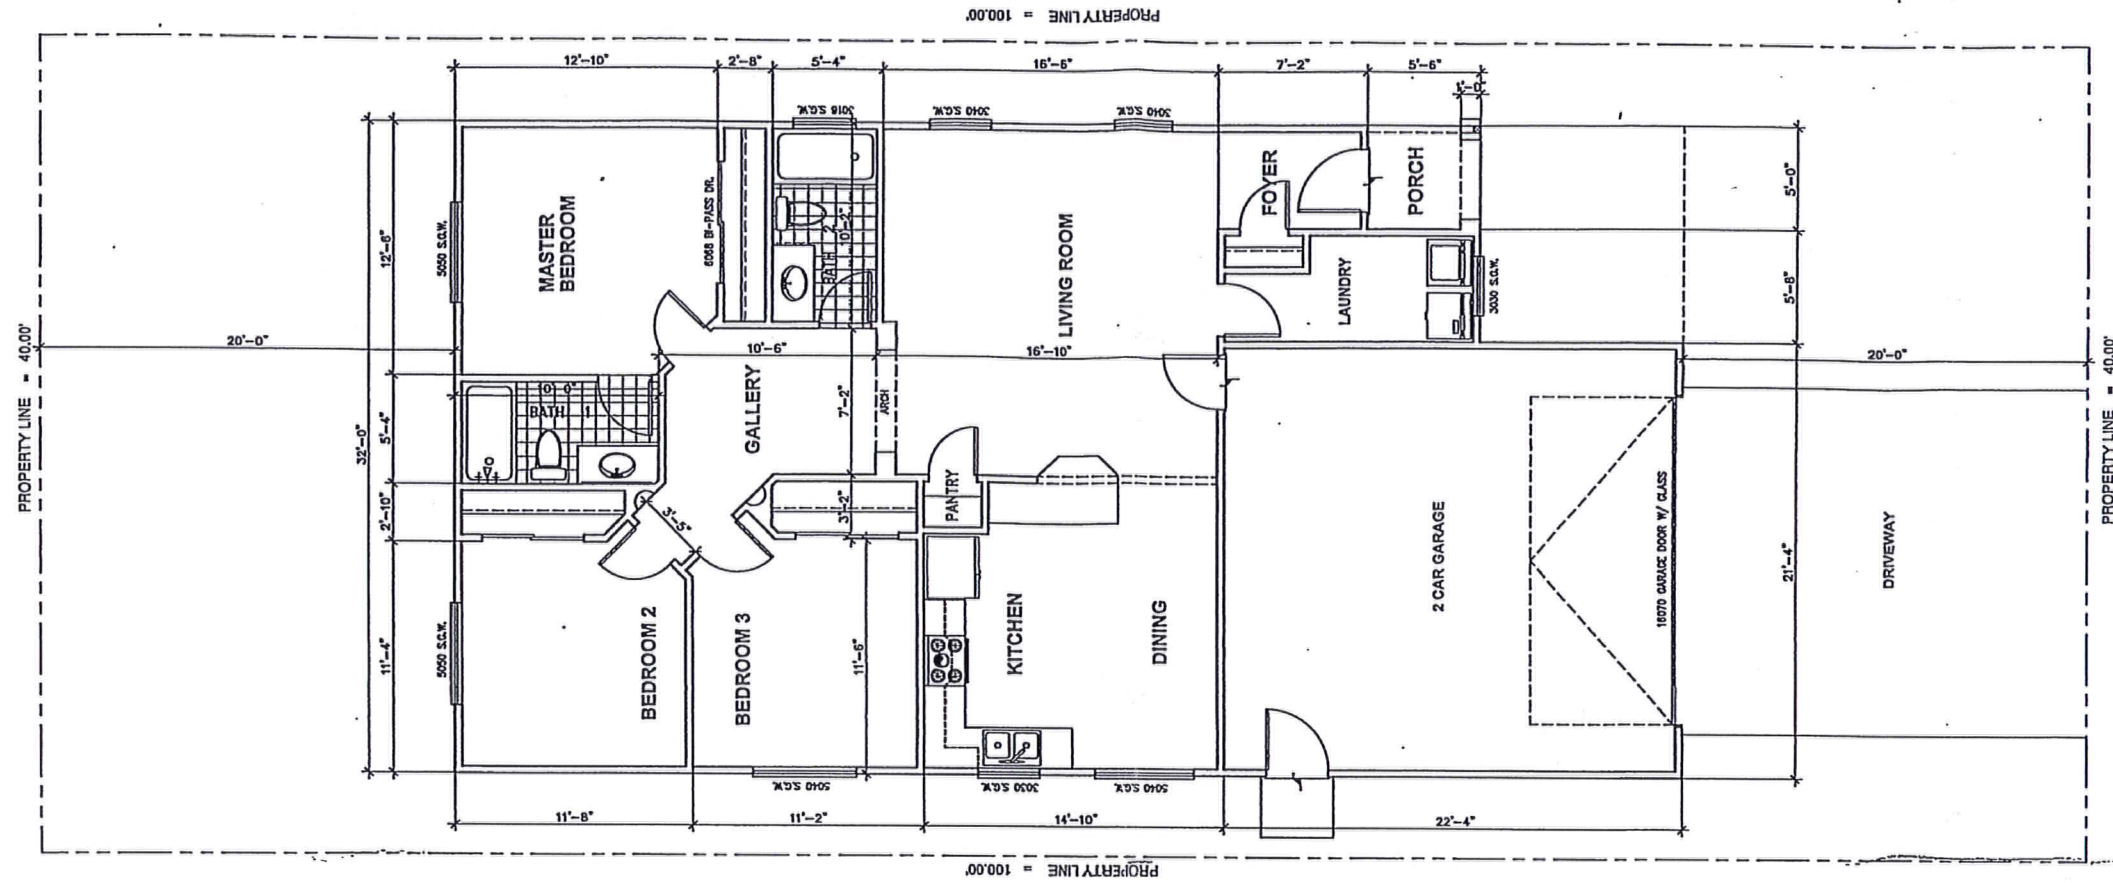 PROPERTY LINE = 100.00'
12'-10"
2'-8"
5'-4"
16'-6"
7'-2"
5'-6"
1'-0"
3016 S.G.W.
3040 S.G.W.
3040 S.G.W.
PROPERTY LINE = 40.00'
20'-0"
32'-0"
12'-6"
5'-4"
2'-10"
11'-4"
5050 S.G.W.
5050 S.G.W.
MASTER
BEDROOM
6068 BI-PASS DR.
BATH 2
10'-2"
LIVING ROOM
FOYER
PORCH
LAUNDRY
3030 S.G.W.
5'-0"
5'-8"
21'-4"
10'-6"
16'-10"
20'-0"
10'-0"
BATH 1
GALLERY
7'-2"
ARCH
3'-5"
3'-2"
PANTRY
BEDROOM 2
BEDROOM 3
11'-6"
KITCHEN
DINING
2 CAR GARAGE
16070 GARAGE DOOR W/ GLASS
DRIVEWAY
PROPERTY LINE = 40.00'
5040 S.G.W.
3030 S.G.W.
5040 S.G.W.
11'-8"
11'-2"
14'-10"
22'-4"
PROPERTY LINE = 100.00'